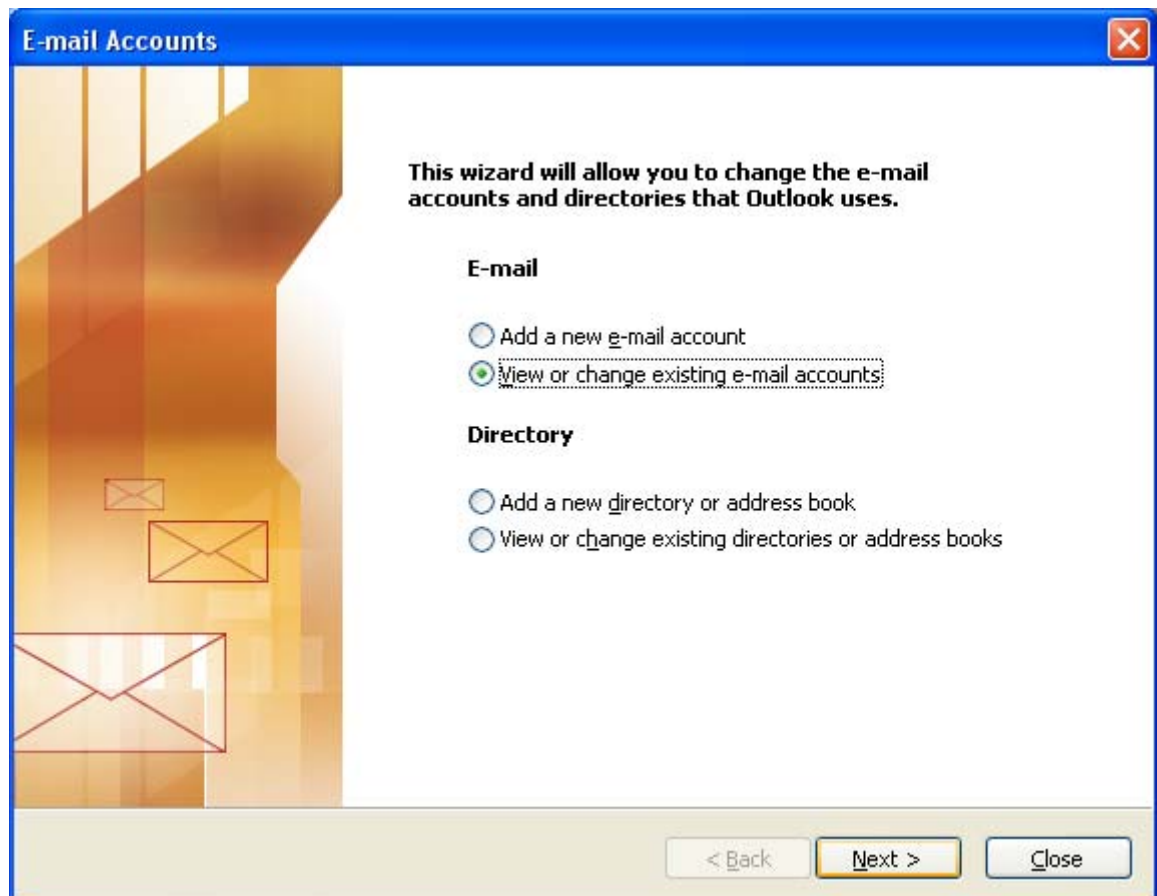 E-mail Accounts
This wizard will allow you to change the e-mail
accounts and directories that Outlook uses.
E-mail
Add a new e-mail account
View or change existing e-mail accounts
Directory
Add a new directory or address book
View or change existing directories or address books
< Back Next > Close